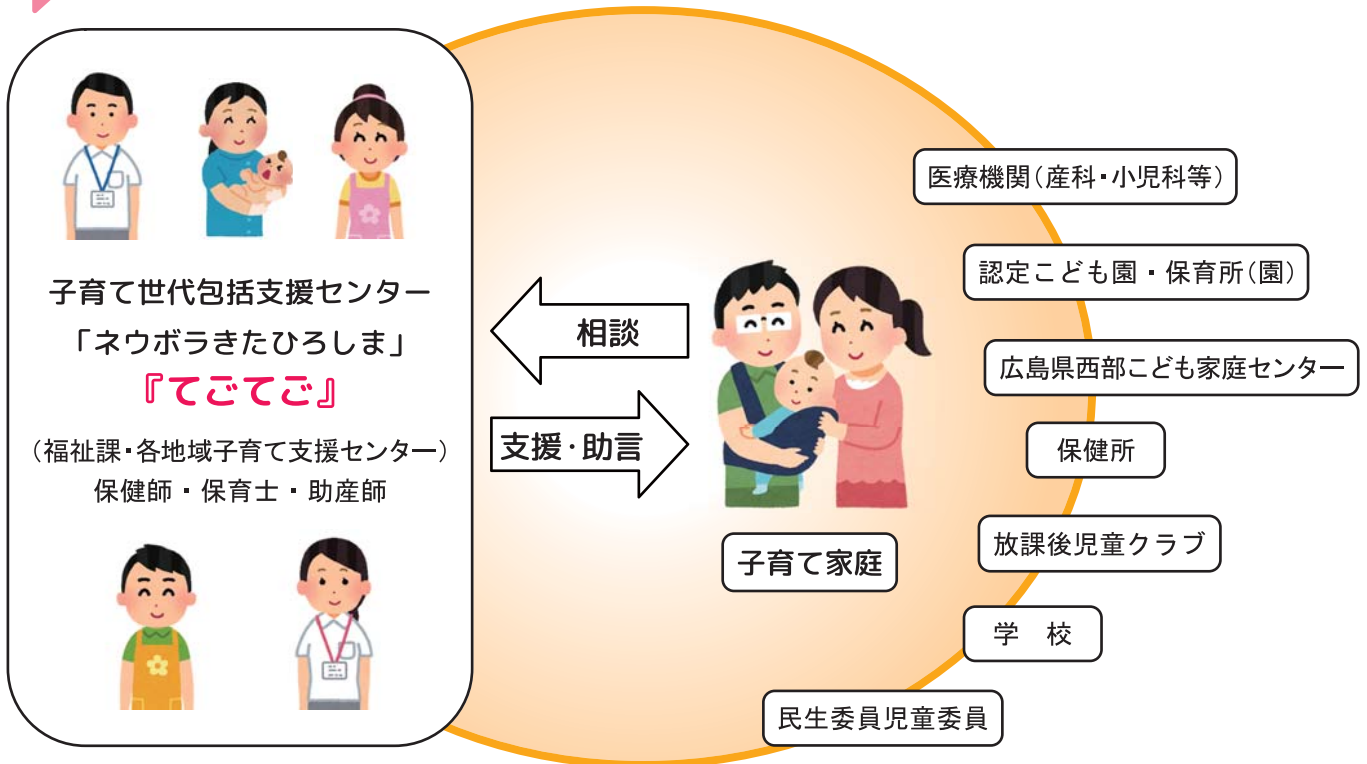 子育て世代包括支援センター
「ネウボラきたひろしま」
『てごてご』
（福祉課・各地域子育て支援センター）
保健師・保育士・助産師
相談
支援・助言
子育て家庭
医療機関（産科・小児科等）
認定こども園・保育所（園）
広島県西部こども家庭センター
保健所
放課後児童クラブ
学　校
民生委員児童委員